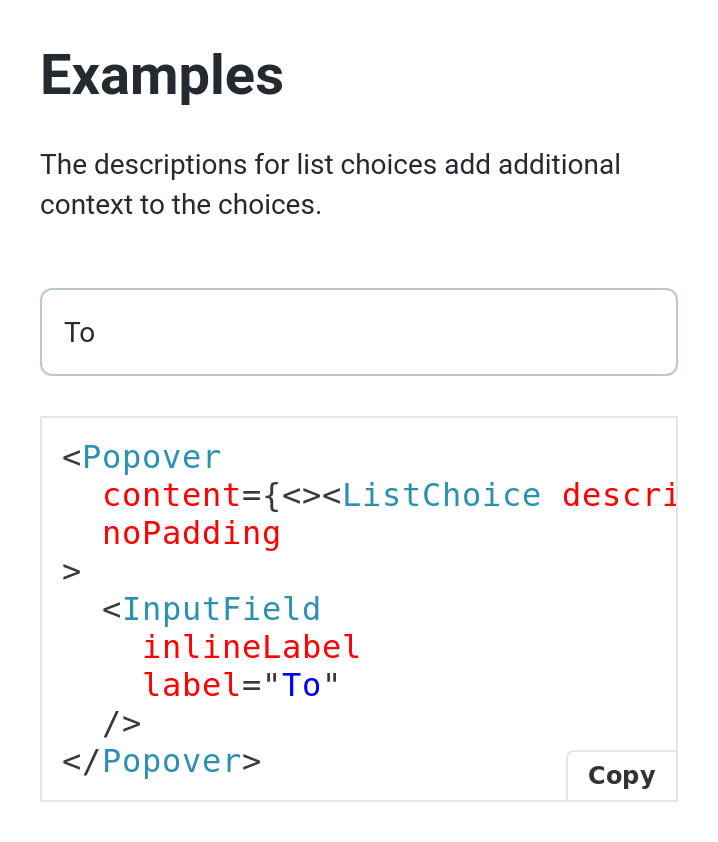 Examples
The descriptions for list choices add additional
context to the choices.
To
<Popover
  content={<><ListChoice descri
  noPadding
>
  <InputField
    inlineLabel
    label="To"
  />
</Popover>
Copy